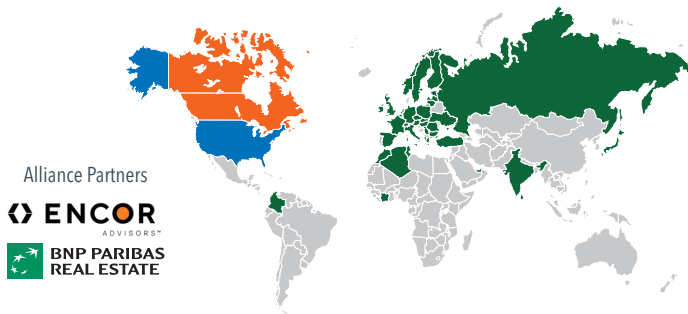 Alliance Partners
ENCOR
ADVISORS™
BNP PARIBAS
REAL ESTATE